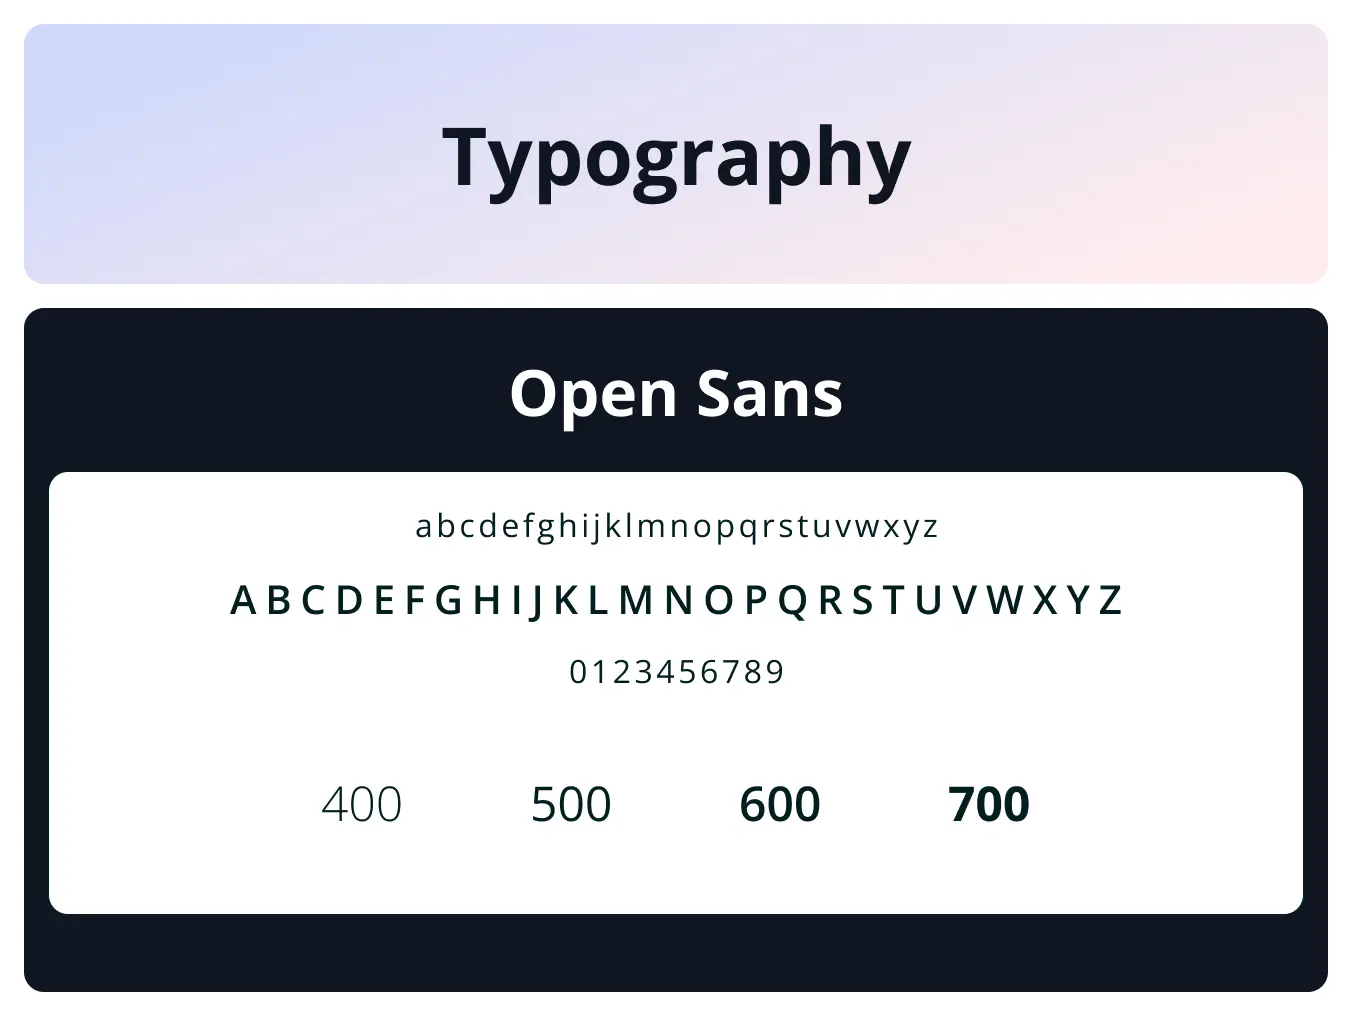 Typography
Open Sans
abcdefghijklmnopqrstuvwxyz
ABCDEFGHIJKLMNOPQRSTUVWXYZ
0123456789
400 500 600 700